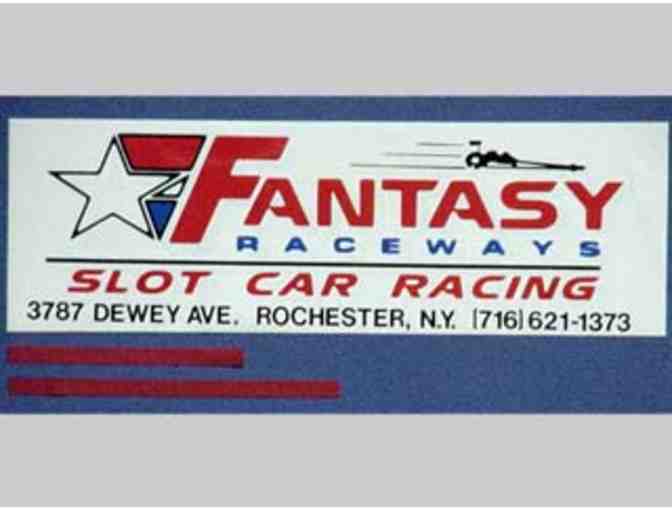 FANTASY
RACEWAYS
SLOT CAR RACING
3787 DEWEY AVE. ROCHESTER, N.Y. (716) 621-1373